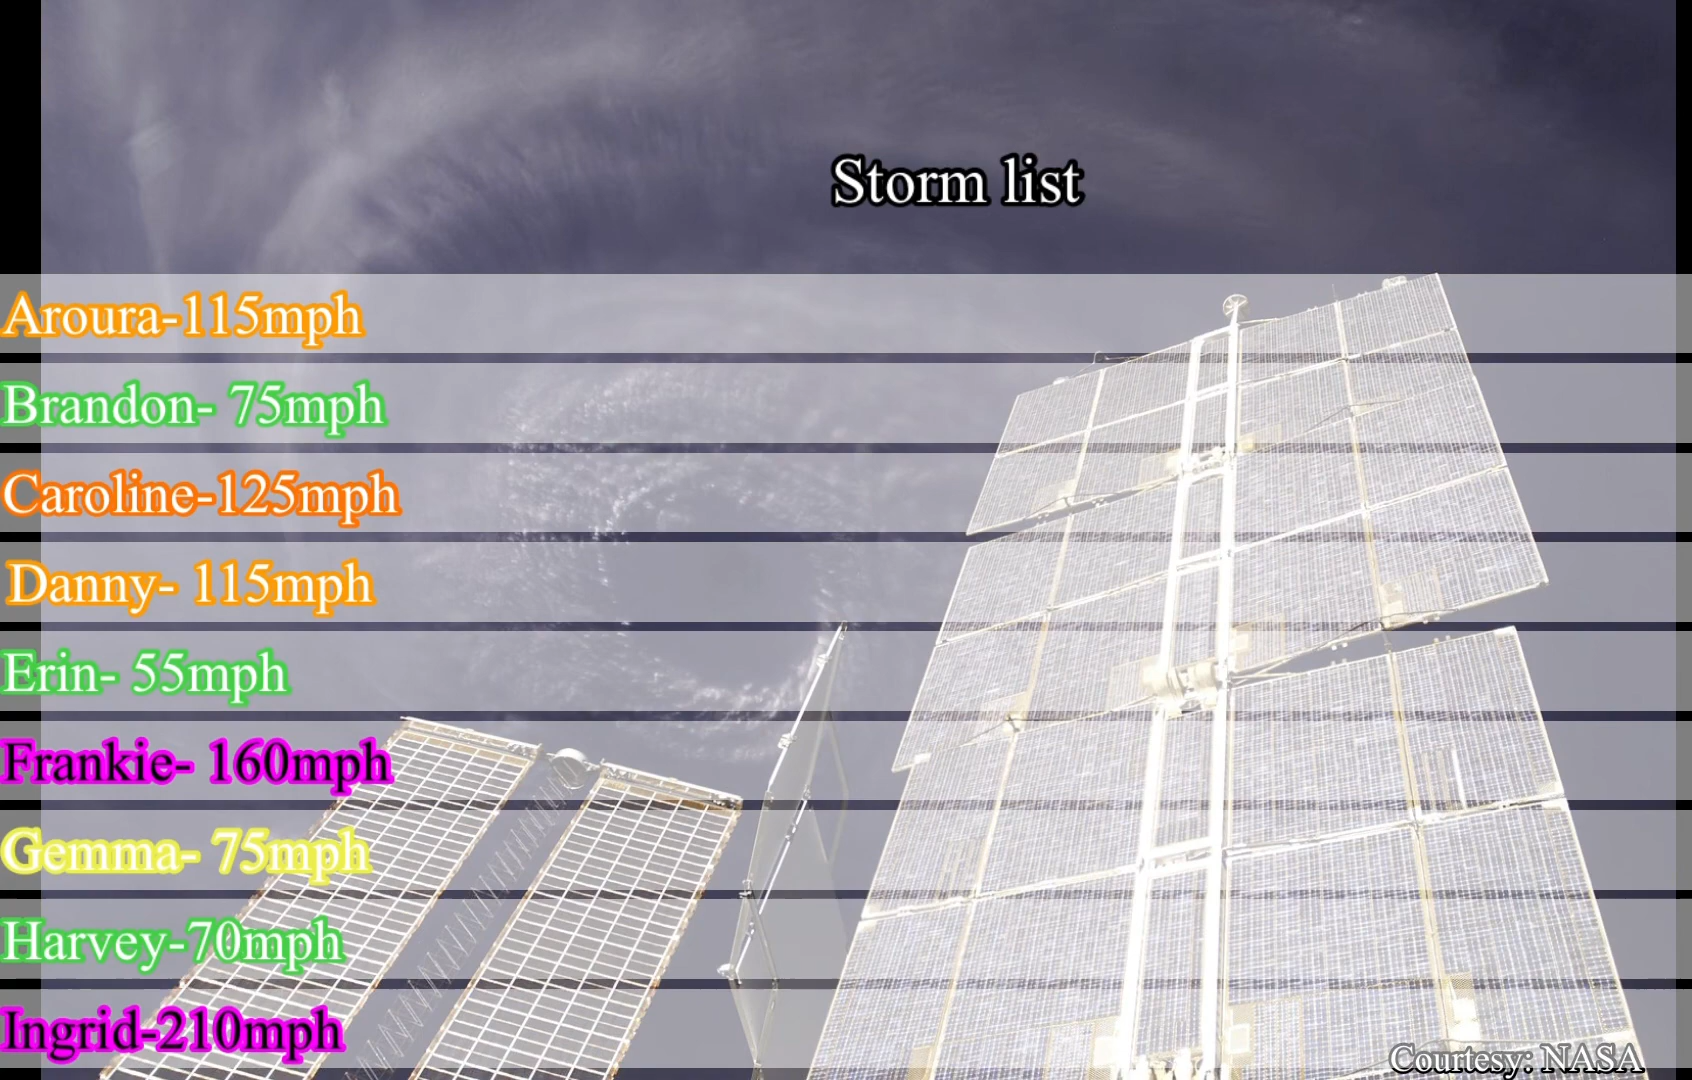 Storm list
Aroura-115mph
Brandon- 75mph
Caroline-125mph
Danny- 115mph
Erin- 55mph
Frankie- 160mph
Gemma- 75mph
Harvey-70mph
Ingrid-210mph
Courtesy: NASA